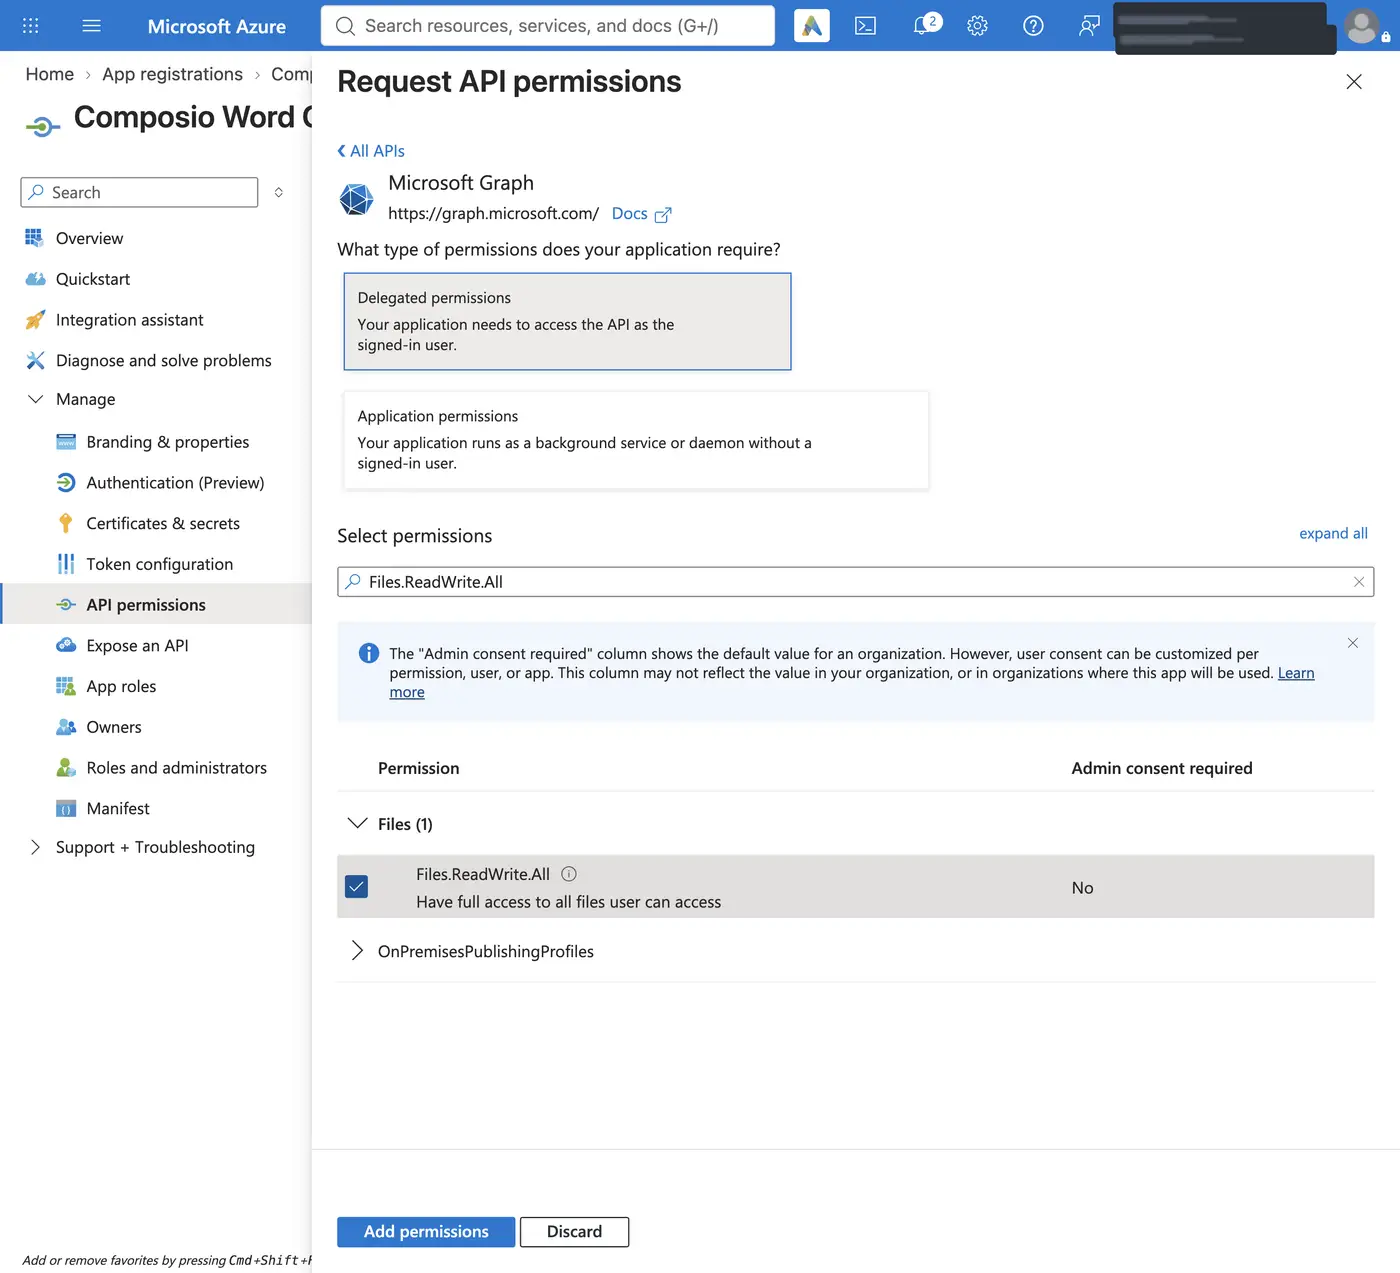 Microsoft Azure
Search resources, services, and docs (G+/)
2
Home › App registrations ›
Composio Word
Search
Overview
Quickstart
Integration assistant
Diagnose and solve problems
Manage
Branding & properties
Authentication (Preview)
Certificates & secrets
Token configuration
API permissions
Expose an API
App roles
Owners
Roles and administrators
Manifest
Support + Troubleshooting
Add or remove favorites by pressing Cmd+Shift+F
Request API permissions
All APIs
Microsoft Graph
https://graph.microsoft.com/ Docs
What type of permissions does your application require?
Delegated permissions
Your application needs to access the API as the
signed-in user.
Application permissions
Your application runs as a background service or daemon without a
signed-in user.
Select permissions
expand all
Files.ReadWrite.All
The "Admin consent required" column shows the default value for an organization. However, user consent can be customized per
permission, user, or app. This column may not reflect the value in your organization, or in organizations where this app will be used. Learn
more
Permission Admin consent required
Files (1)
Files.ReadWrite.All
Have full access to all files user can access
No
OnPremisesPublishingProfiles
Add permissions
Discard